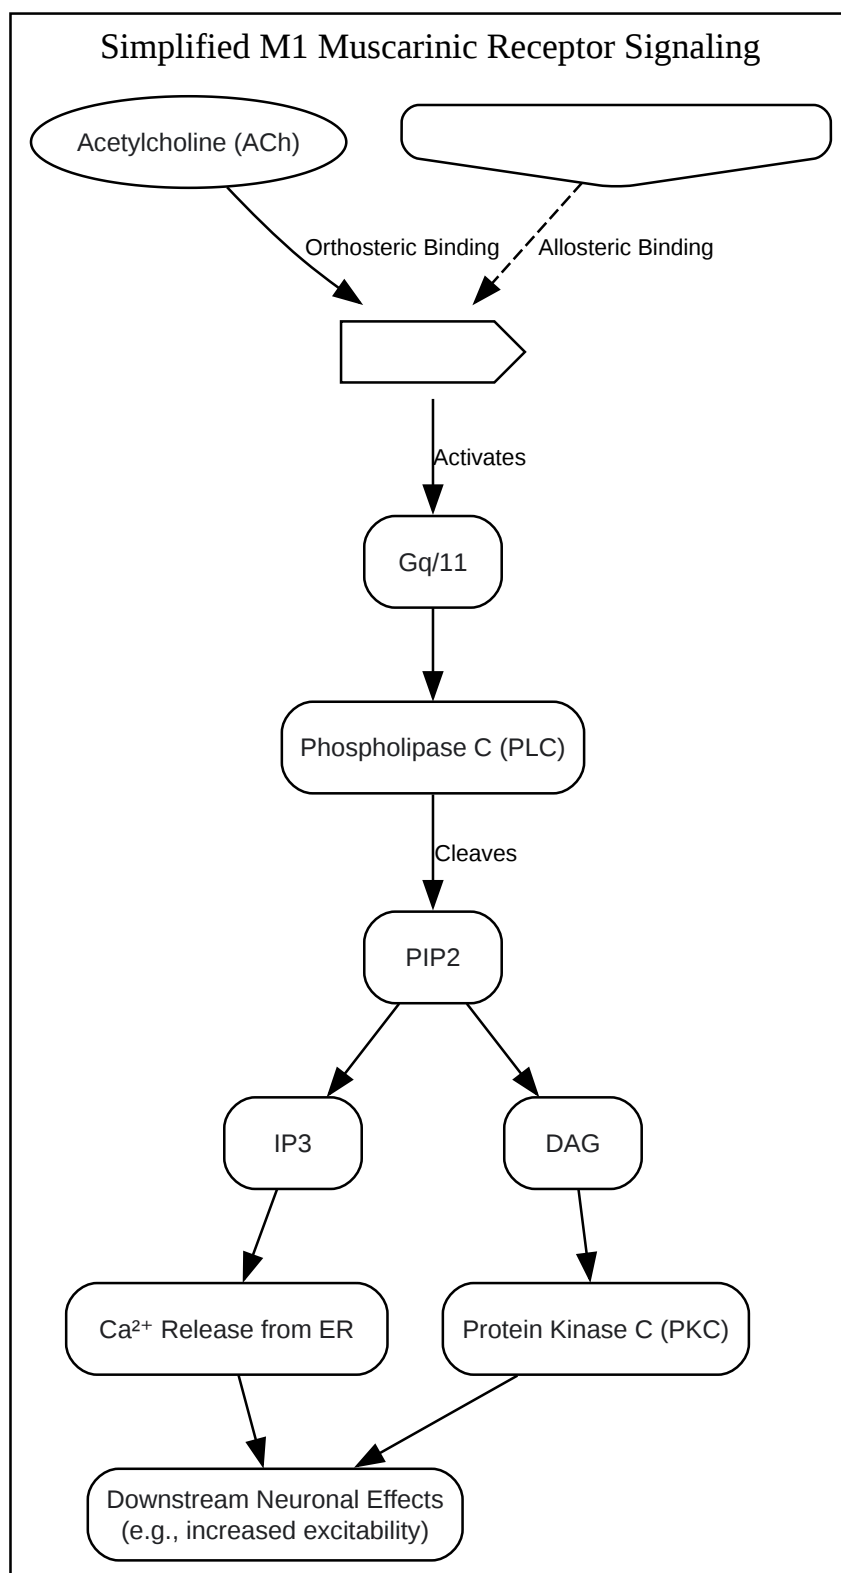 Simplified M1 Muscarinic Receptor Signaling
Acetylcholine (ACh)
Orthosteric Binding
Allosteric Binding
Activates
Gq/11
Phospholipase C (PLC)
Cleaves
PIP2
IP3
DAG
Ca²⁺ Release from ER
Protein Kinase C (PKC)
Downstream Neuronal Effects
(e.g., increased excitability)